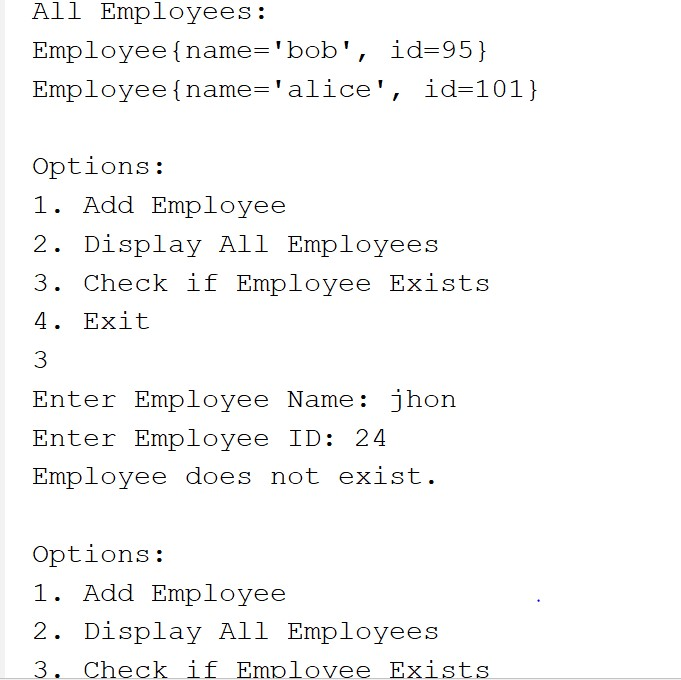 All Employees:
Employee{name='bob', id=95}
Employee{name='alice', id=101}
Options:
1. Add Employee
2. Display All Employees
3. Check if Employee Exists
4. Exit
3
Enter Employee Name: jhon
Enter Employee ID: 24
Employee does not exist.
Options:
1. Add Employee
2. Display All Employees
3. Check if Employee Exists